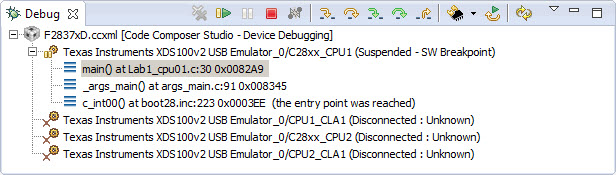 Debug
F2837xD.ccxml [Code Composer Studio - Device Debugging]
Texas Instruments XDS100v2 USB Emulator_0/C28xx_CPU1 (Suspended - SW Breakpoint)
main() at Lab1_cpu01.c:30 0x0082A9
_args_main() at args_main.c:91 0x008345
c_int00() at boot28.inc:223 0x0003EE (the entry point was reached)
Texas Instruments XDS100v2 USB Emulator_0/CPU1_CLA1 (Disconnected : Unknown)
Texas Instruments XDS100v2 USB Emulator_0/C28xx_CPU2 (Disconnected : Unknown)
Texas Instruments XDS100v2 USB Emulator_0/CPU2_CLA1 (Disconnected : Unknown)